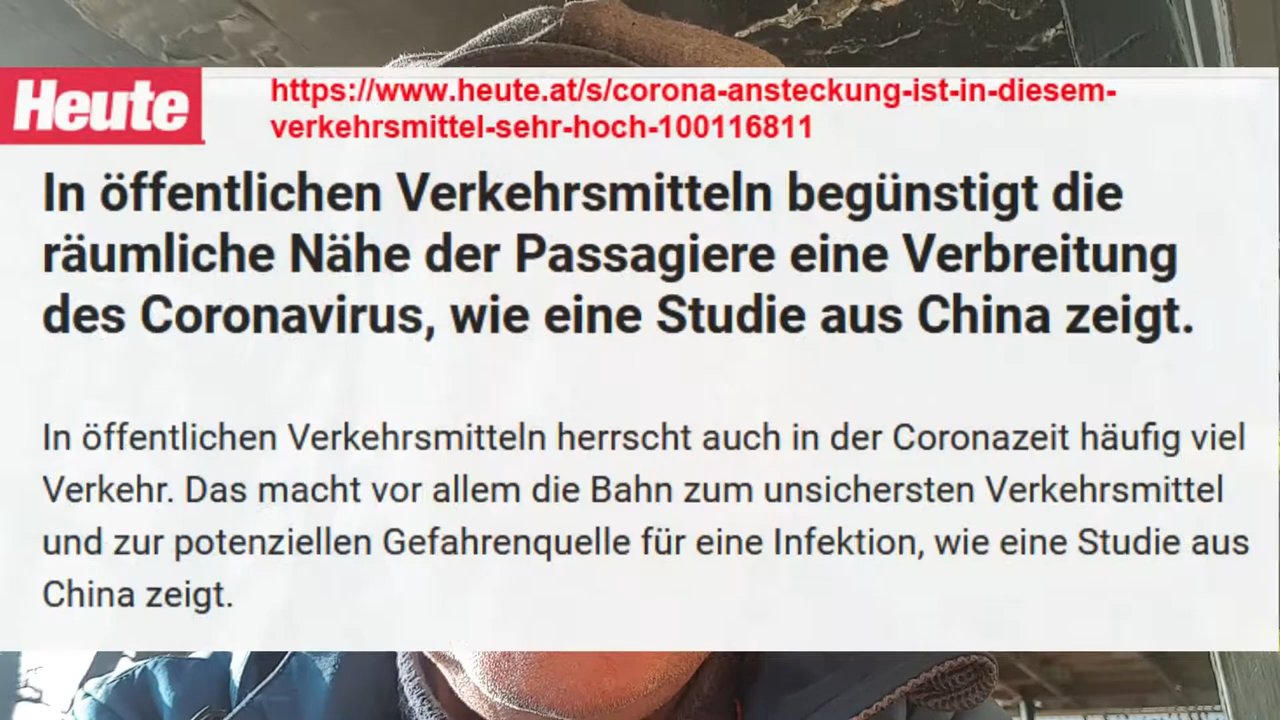 Heute
https://www.heute.at/s/corona-ansteckung-ist-in-diesem-
verkehrsmittel-sehr-hoch-100116811
In öffentlichen Verkehrsmitteln begünstigt die
räumliche Nähe der Passagiere eine Verbreitung
des Coronavirus, wie eine Studie aus China zeigt.
In öffentlichen Verkehrsmitteln herrscht auch in der Coronazeit häufig viel
Verkehr. Das macht vor allem die Bahn zum unsichersten Verkehrsmittel
und zur potenziellen Gefahrenquelle für eine Infektion, wie eine Studie aus
China zeigt.